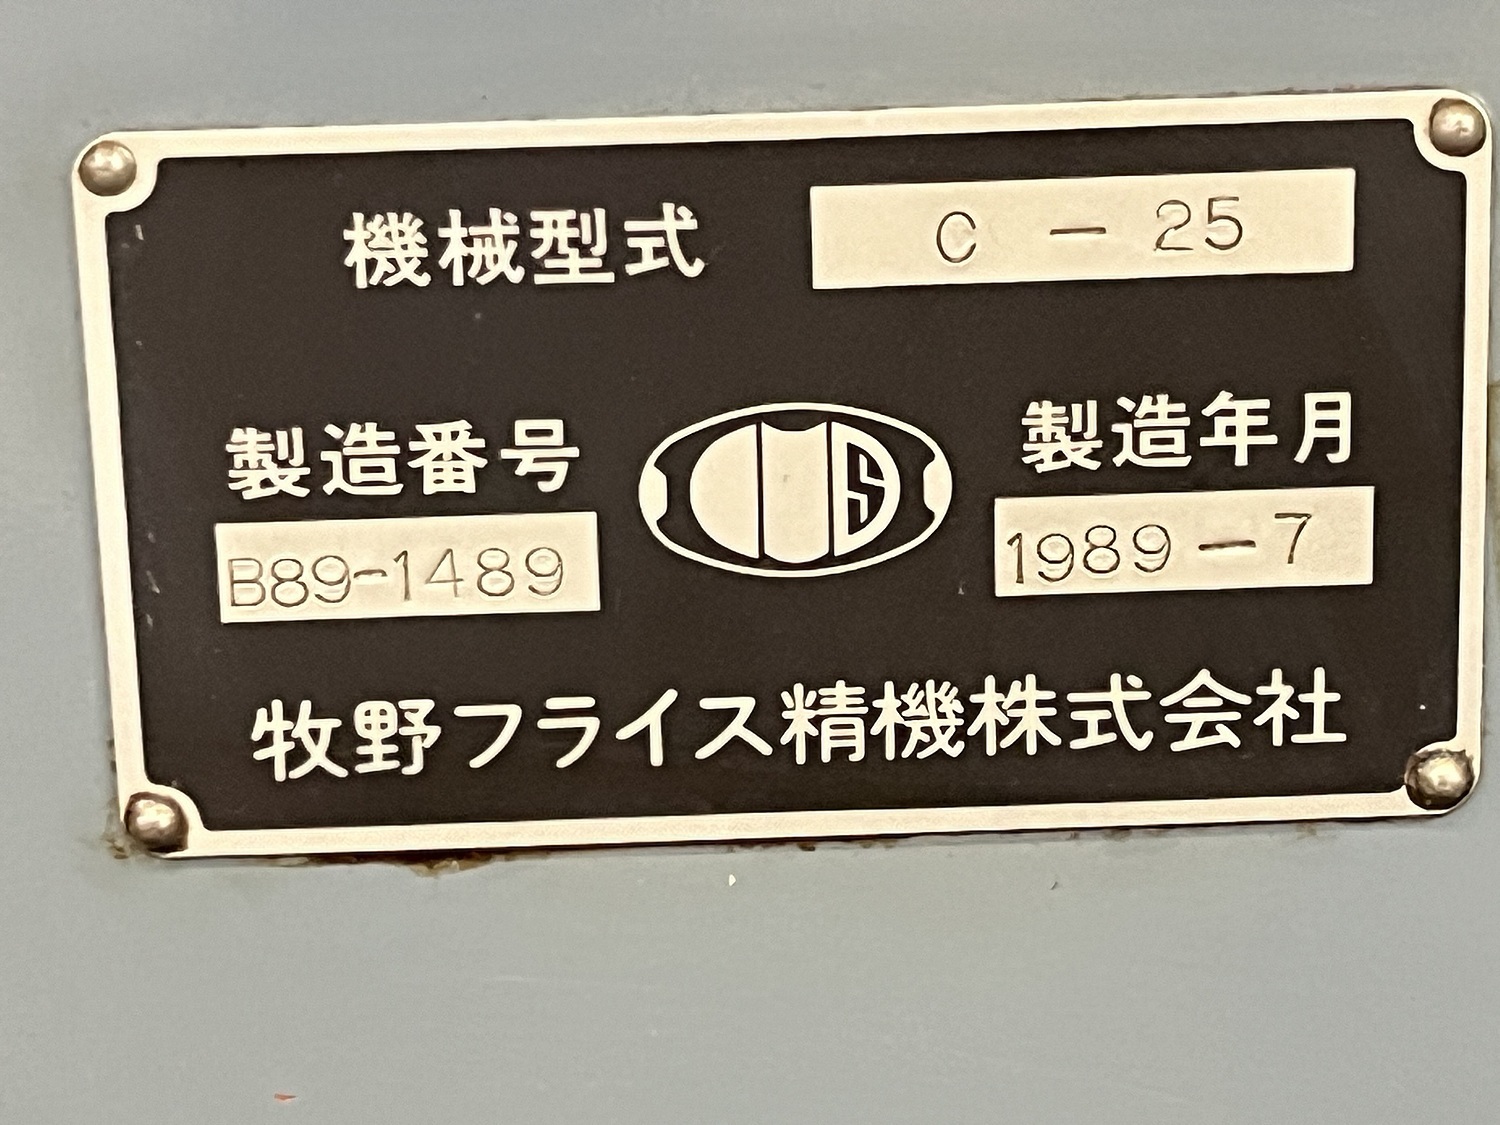 機械型式 C - 25
製造番号 製造年月
B89-1489 1989 - 7
牧野フライス精機株式会社